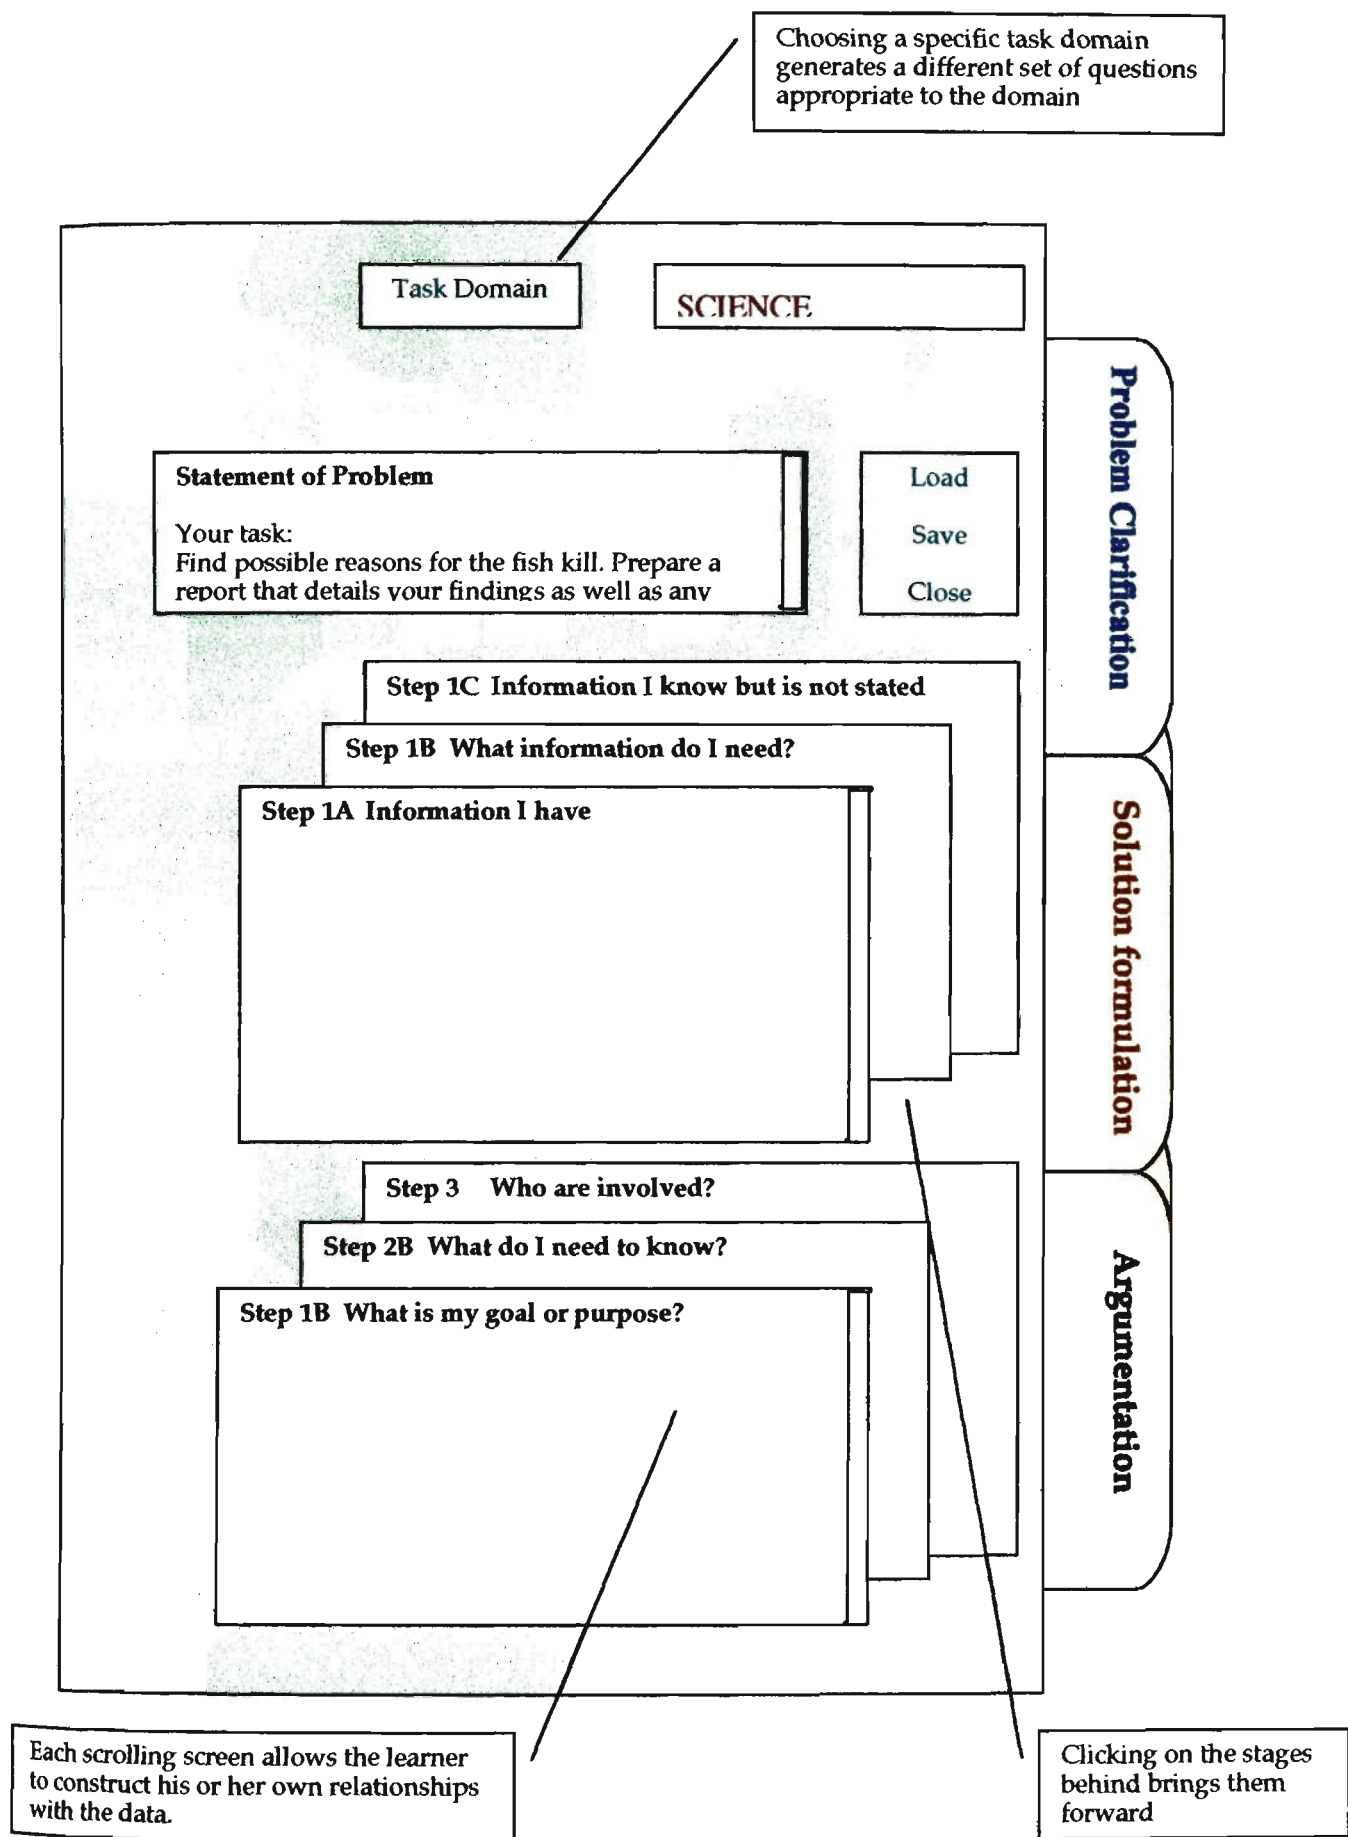 Choosing a specific task domain
generates a different set of questions
appropriate to the domain
Task Domain
SCIENCE
Statement of Problem
Your task:
Find possible reasons for the fish kill. Prepare a
report that details your findings as well as any
Load
Save
Close
Step 1C Information I know but is not stated
Step 1B What information do I need?
Step 1A Information I have
Step 3 Who are involved?
Step 2B What do I need to know?
Step 1B What is my goal or purpose?
Problem Clarification
Solution formulation
Argumentation
Each scrolling screen allows the learner
to construct his or her own relationships
with the data.
Clicking on the stages
behind brings them
forward